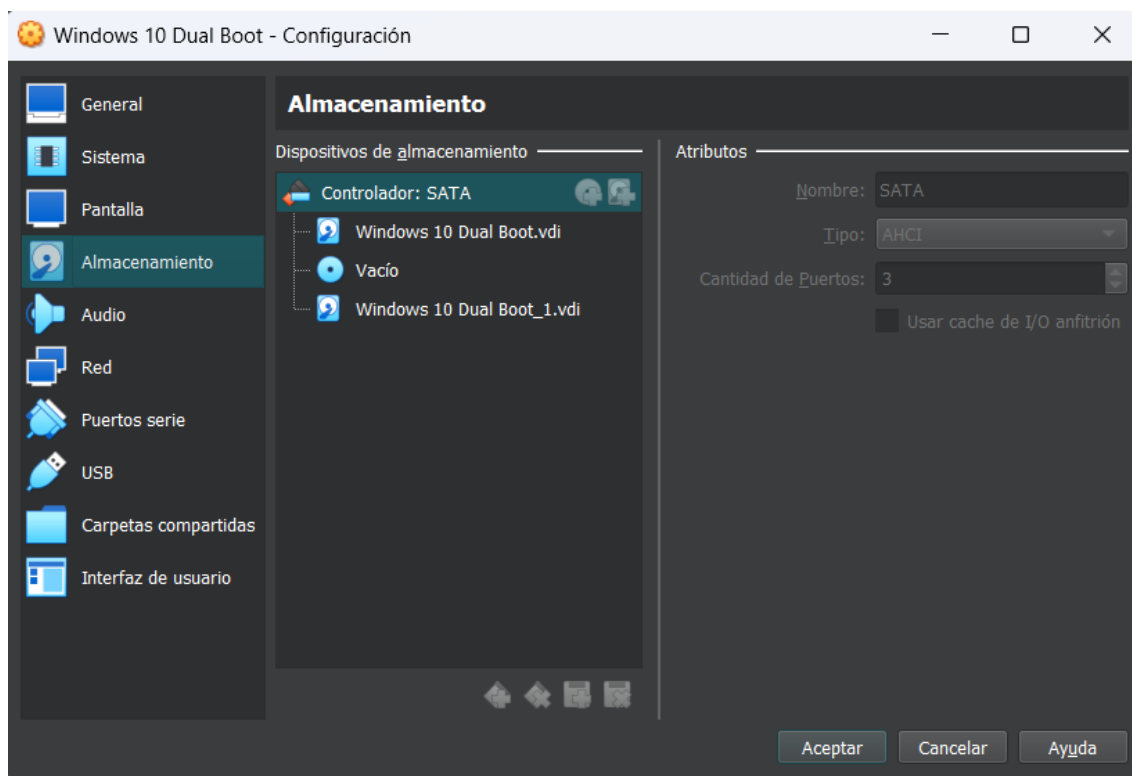 Windows 10 Dual Boot - Configuración
General
Sistema
Pantalla
Almacenamiento
Audio
Red
Puertos serie
USB
Carpetas compartidas
Interfaz de usuario
Almacenamiento
Dispositivos de almacenamiento
Controlador: SATA
Windows 10 Dual Boot.vdi
Vacío
Windows 10 Dual Boot_1.vdi
Atributos
Nombre: SATA
Tipo: AHCI
Cantidad de Puertos: 3
Usar cache de I/O anfitrión
Aceptar Cancelar Ayuda